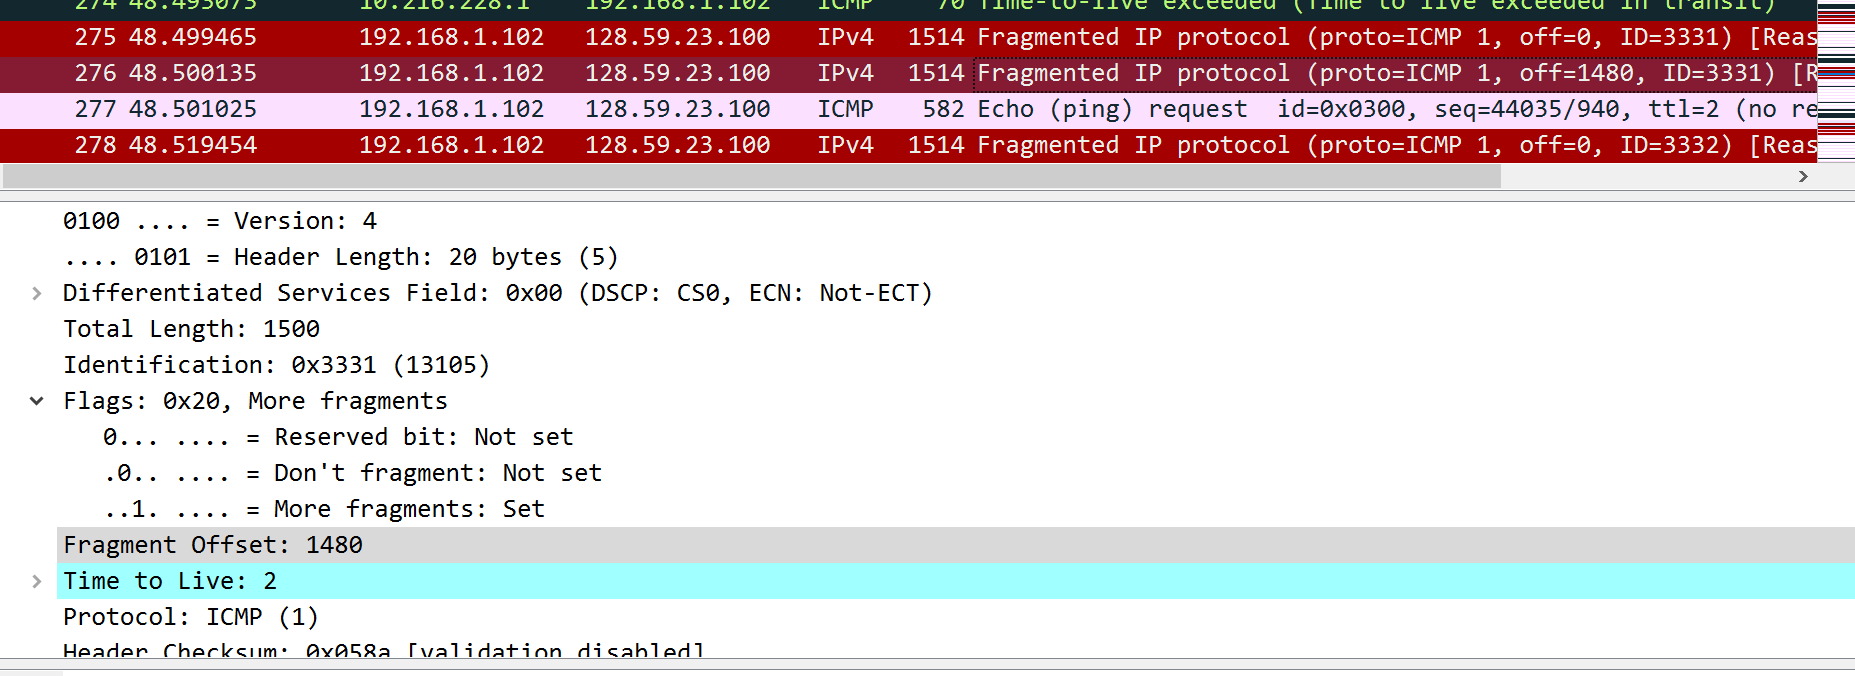 274 48.493073 10.216.228.1 192.168.1.102 ICMP 70 Time-to-live exceeded (Time to live exceeded in transit)
275 48.499465 192.168.1.102 128.59.23.100 IPv4 1514 Fragmented IP protocol (proto=ICMP 1, off=0, ID=3331) [Reas
276 48.500135 192.168.1.102 128.59.23.100 IPv4 1514 Fragmented IP protocol (proto=ICMP 1, off=1480, ID=3331) [R
277 48.501025 192.168.1.102 128.59.23.100 ICMP 582 Echo (ping) request id=0x0300, seq=44035/940, ttl=2 (no re
278 48.519454 192.168.1.102 128.59.23.100 IPv4 1514 Fragmented IP protocol (proto=ICMP 1, off=0, ID=3332) [Reas
0100 .... = Version: 4
.... 0101 = Header Length: 20 bytes (5)
Differentiated Services Field: 0x00 (DSCP: CS0, ECN: Not-ECT)
Total Length: 1500
Identification: 0x3331 (13105)
Flags: 0x20, More fragments
0... .... = Reserved bit: Not set
.0.. .... = Don't fragment: Not set
..1. .... = More fragments: Set
Fragment Offset: 1480
Time to Live: 2
Protocol: ICMP (1)
Header Checksum: 0x058a [validation disabled]